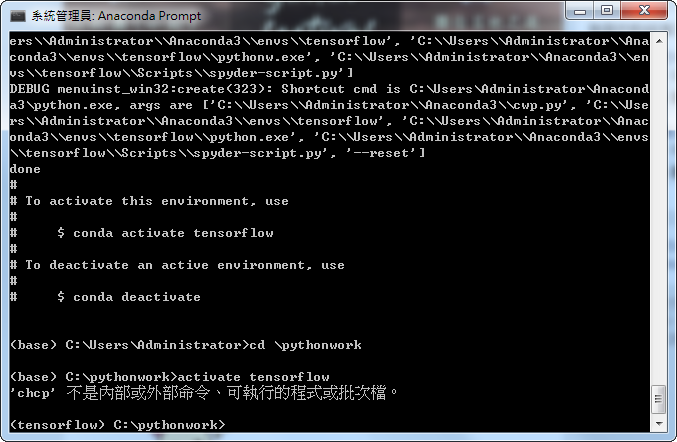 系統管理員: Anaconda Prompt
ers\\Administrator\\Anaconda3\\envs\\tensorflow', 'C:\\Users\\Administrator\\Ana
conda3\\envs\\tensorflow\\pythonw.exe', 'C:\\Users\\Administrator\\Anaconda3\\en
vs\\tensorflow\\Scripts\\spyder-script.py']
DEBUG menuinst_win32:create(323): Shortcut cmd is C:\Users\Administrator\Anacond
a3\python.exe, args are ['C:\\Users\\Administrator\\Anaconda3\\cwp.py', 'C:\\Use
rs\\Administrator\\Anaconda3\\envs\\tensorflow', 'C:\\Users\\Administrator\\Anac
onda3\\envs\\tensorflow\\python.exe', 'C:\\Users\\Administrator\\Anaconda3\\envs
\\tensorflow\\Scripts\\spyder-script.py', '--reset']
done
#
# To activate this environment, use
#
#     $ conda activate tensorflow
#
# To deactivate an active environment, use
#
#     $ conda deactivate
(base) C:\Users\Administrator>cd \pythonwork
(base) C:\pythonwork>activate tensorflow
'chcp' 不是內部或外部命令、可執行的程式或批次檔。
(tensorflow) C:\pythonwork>